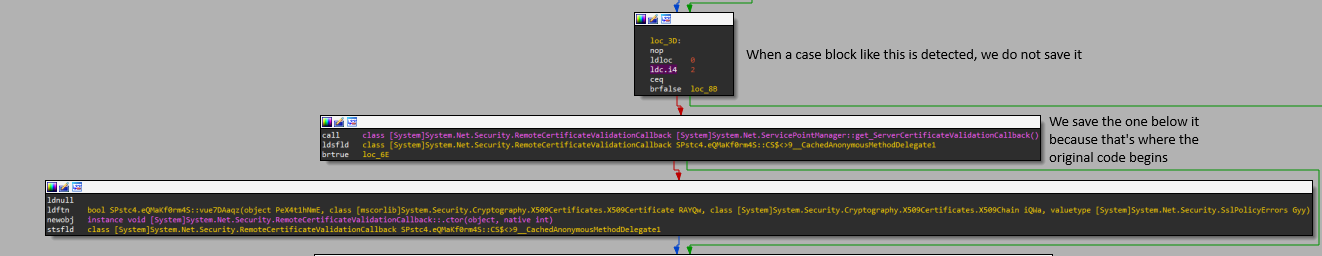 loc_3D:
nop
ldloc 0
ldc.i4 2
ceq
brfalse loc_8B
When a case block like this is detected, we do not save it
call class [System]System.Net.Security.RemoteCertificateValidationCallback [System]System.Net.ServicePointManager::get_ServerCertificateValidationCallback()
ldsfld class [System]System.Net.Security.RemoteCertificateValidationCallback SPstc4.eQMaKf0rm4S::CS$<>9__CachedAnonymousMethodDelegate1
brtrue loc_6E
We save the one below it
because that's where the
original code begins
ldnull
ldftn bool SPstc4.eQMaKf0rm4S::vue7DAaqz(object PeX4t1hNmE, class [mscorlib]System.Security.Cryptography.X509Certificates.X509Certificate RAYQw, class [System]System.Security.Cryptography.X509Certificates.X509Chain iQWa, valuetype [System]System.Net.Security.SslPolicyErrors Gyy)
newobj instance void [System]System.Net.Security.RemoteCertificateValidationCallback::.ctor(object, native int)
stsfld class [System]System.Net.Security.RemoteCertificateValidationCallback SPstc4.eQMaKf0rm4S::CS$<>9__CachedAnonymousMethodDelegate1